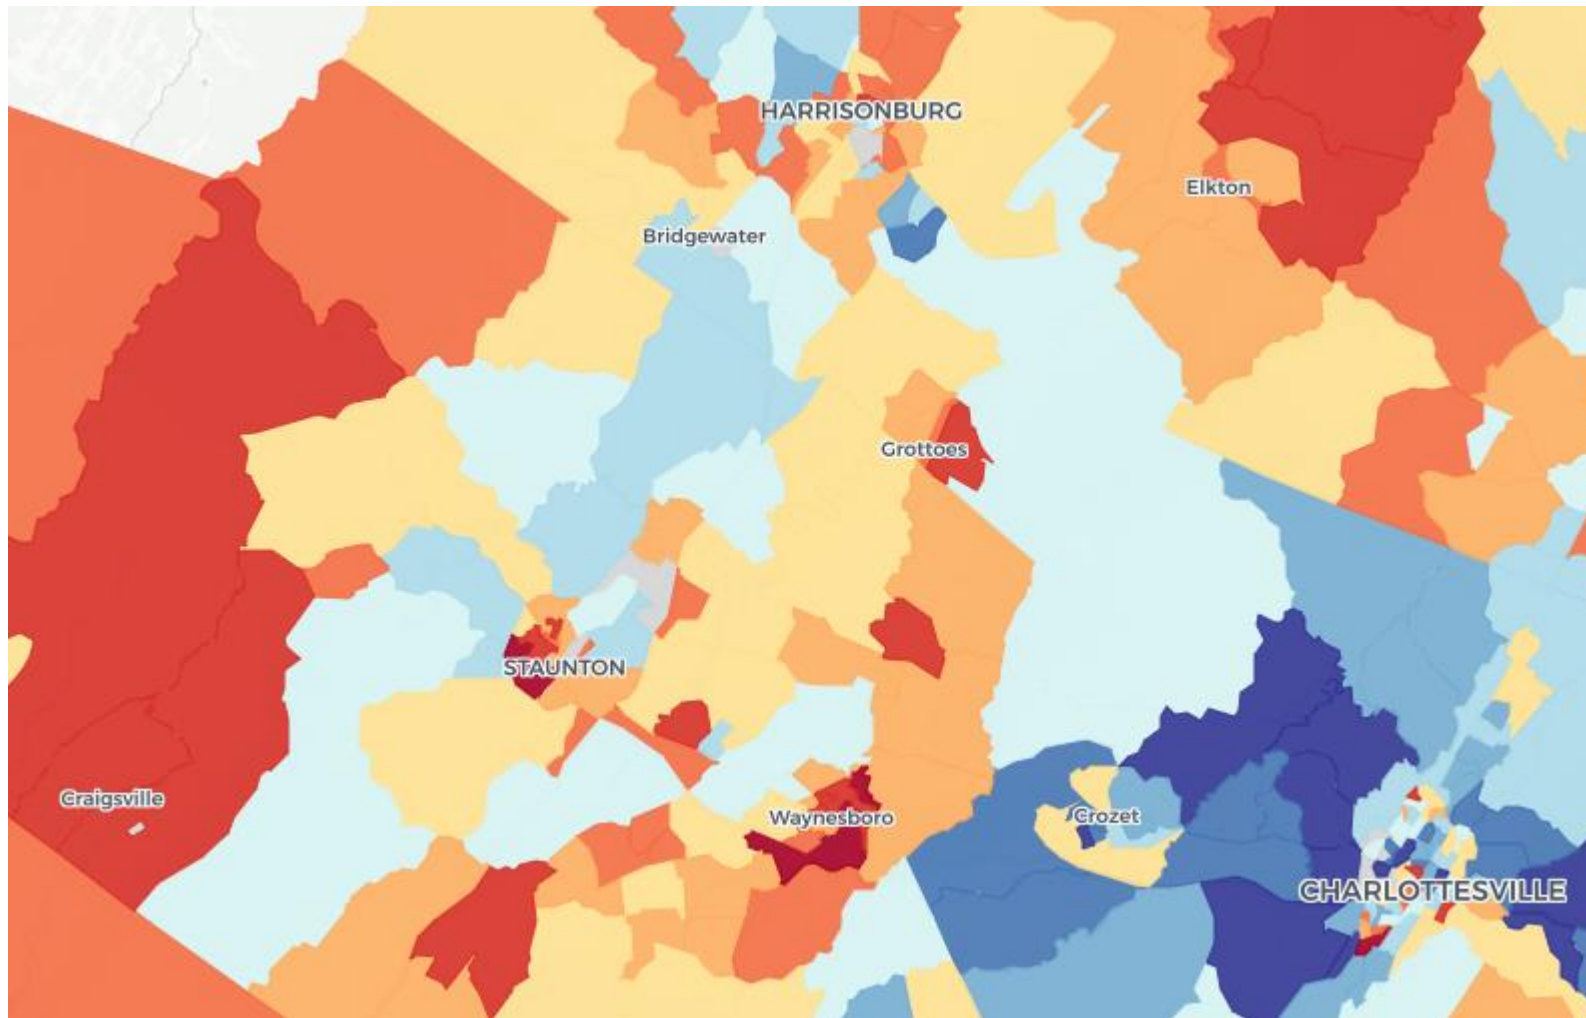 HARRISONBURG
Elkton
Bridgewater
Grottoes
STAUNTON
Craigsville
Waynesboro
Crozet
CHARLOTTESVILLE